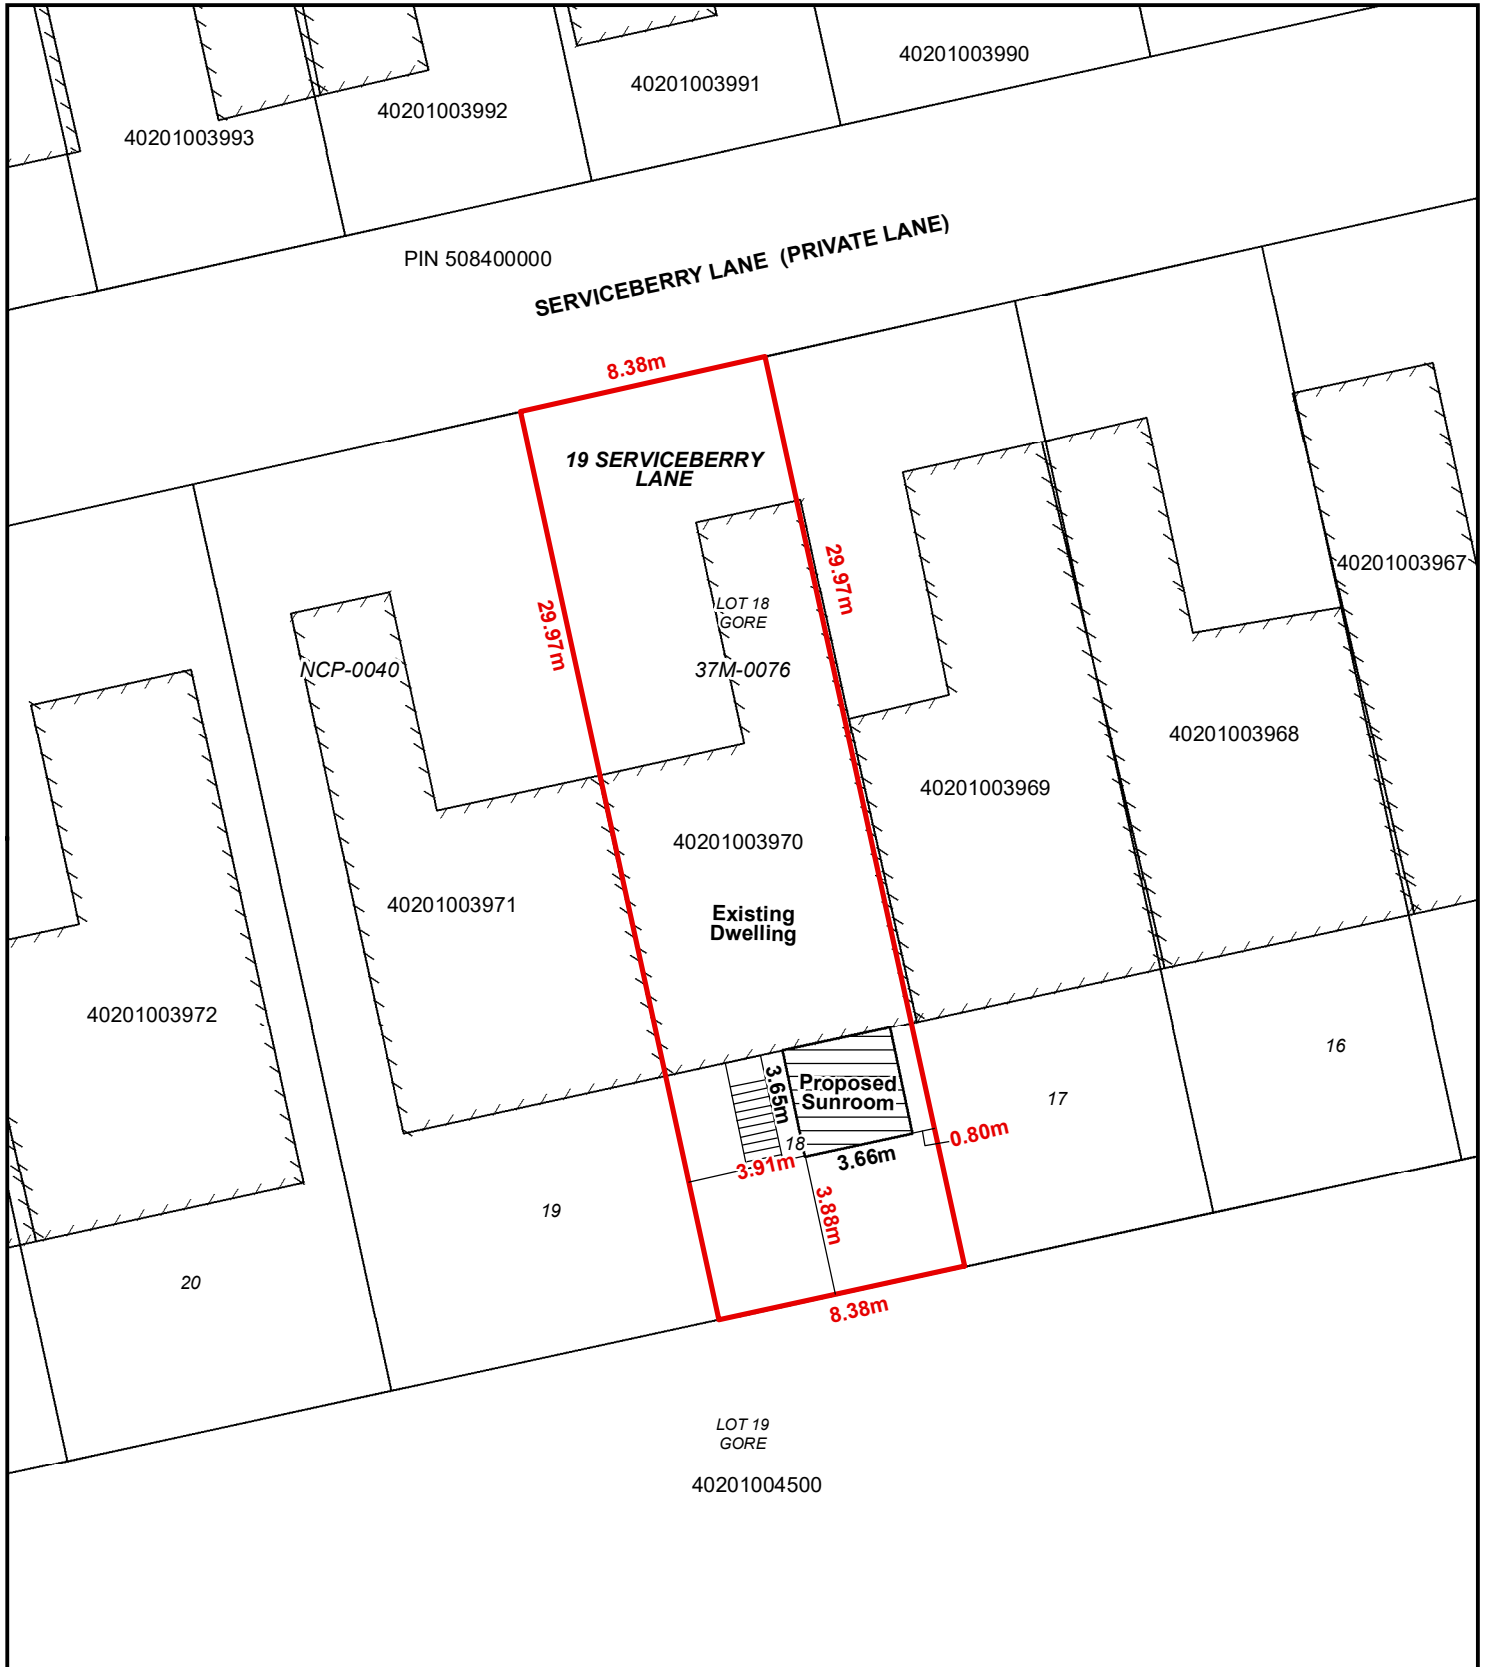 40201003990
40201003991
40201003992
40201003993
PIN 508400000
SERVICEBERRY LANE (PRIVATE LANE)
8.38m
19 SERVICEBERRY
LANE
29.97m
29.97m
LOT 18
GORE
NCP-0040
37M-0076
40201003967
40201003968
40201003969
40201003970
40201003971
Existing
Dwelling
40201003972
16
17
3.65m
Proposed
Sunroom
18
0.80m
3.91m
3.66m
3.88m
19
20
8.38m
LOT 19
GORE
40201004500